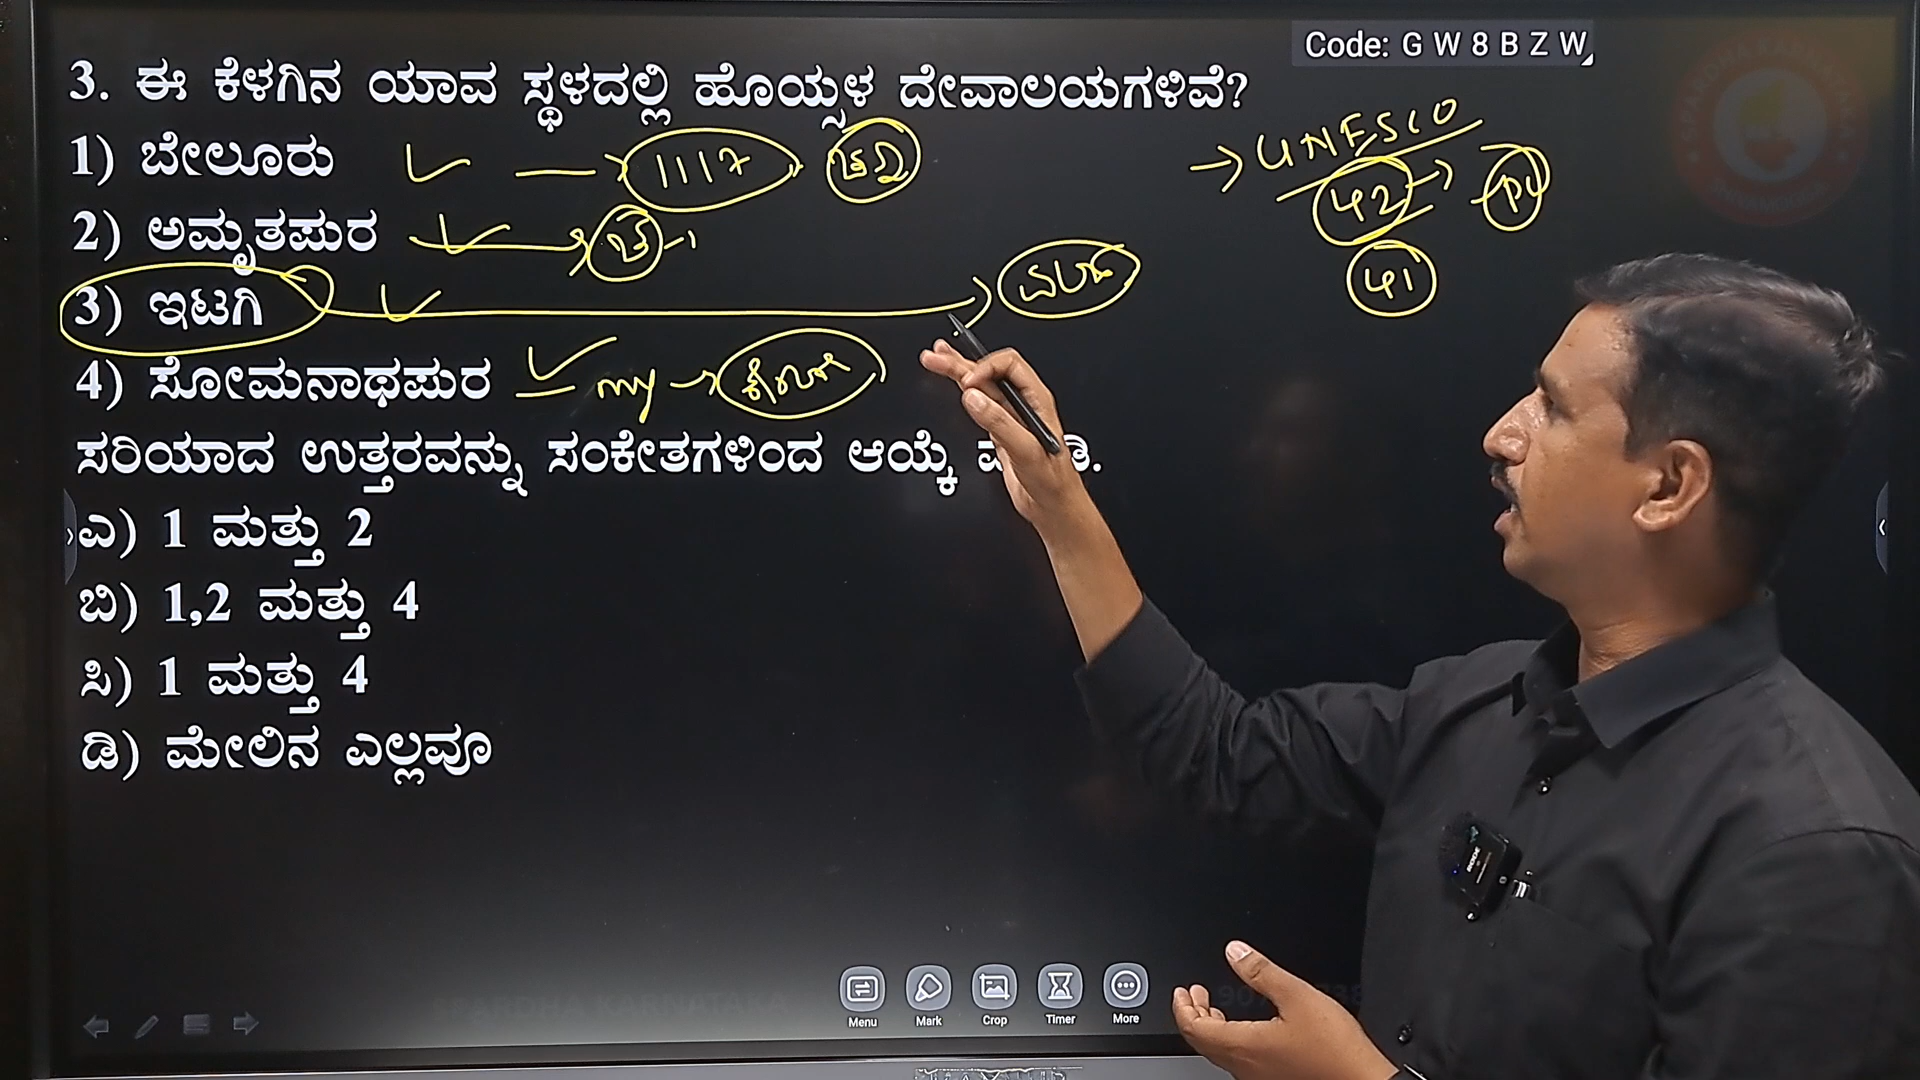 Code: G W 8 B Z W
3. ಈ ಕೆಳಗಿನ ಯಾವ ಸ್ಥಳದಲ್ಲಿ ಹೊಯ್ಸಳ ದೇವಾಲಯಗಳಿವೆ?
→ UNESCO
1) ಬೇಲೂರು ✓ — 1117
42
41
2) ಅಮೃತಪುರ
3) ಇಟಗಿ
4) ಸೋಮನಾಥಪುರ my →
ಸರಿಯಾದ ಉತ್ತರವನ್ನು ಸಂಕೇತಗಳಿಂದ ಆಯ್ಕೆ
ಎ) 1 ಮತ್ತು 2
ಬಿ) 1,2 ಮತ್ತು 4
ಸಿ) 1 ಮತ್ತು 4
ಡಿ) ಮೇಲಿನ ಎಲ್ಲವೂ
Menu Mark Crop Timer More
RODE